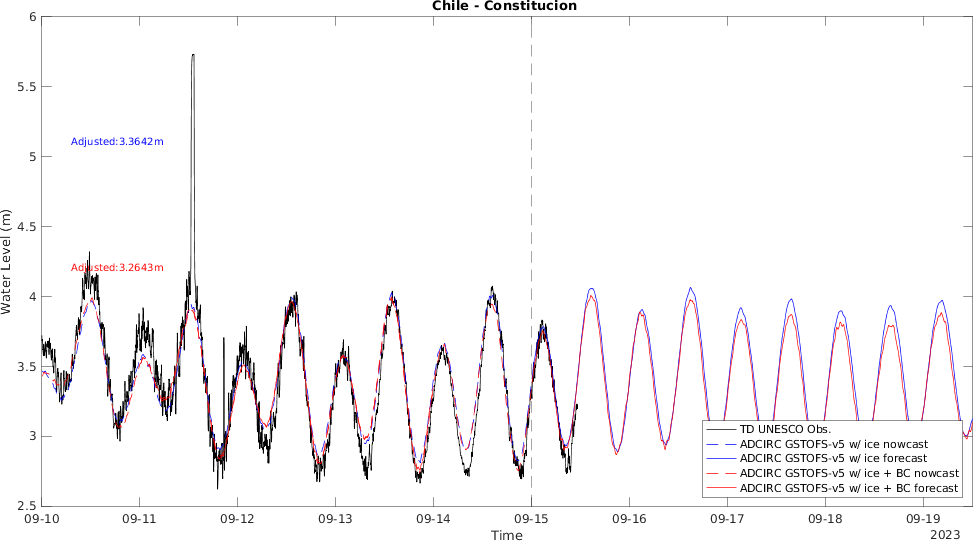 Chile - Constitucion
6
5.5
5
4.5
4
3.5
3
2.5
Water Level (m)
Adjusted:3.3642m
Adjusted:3.2643m
TD UNESCO Obs.
ADCIRC GSTOFS-v5 w/ ice nowcast
ADCIRC GSTOFS-v5 w/ ice forecast
ADCIRC GSTOFS-v5 w/ ice + BC nowcast
ADCIRC GSTOFS-v5 w/ ice + BC forecast
09-10 09-11 09-12 09-13 09-14 09-15 09-16 09-17 09-18 09-19
Time
2023